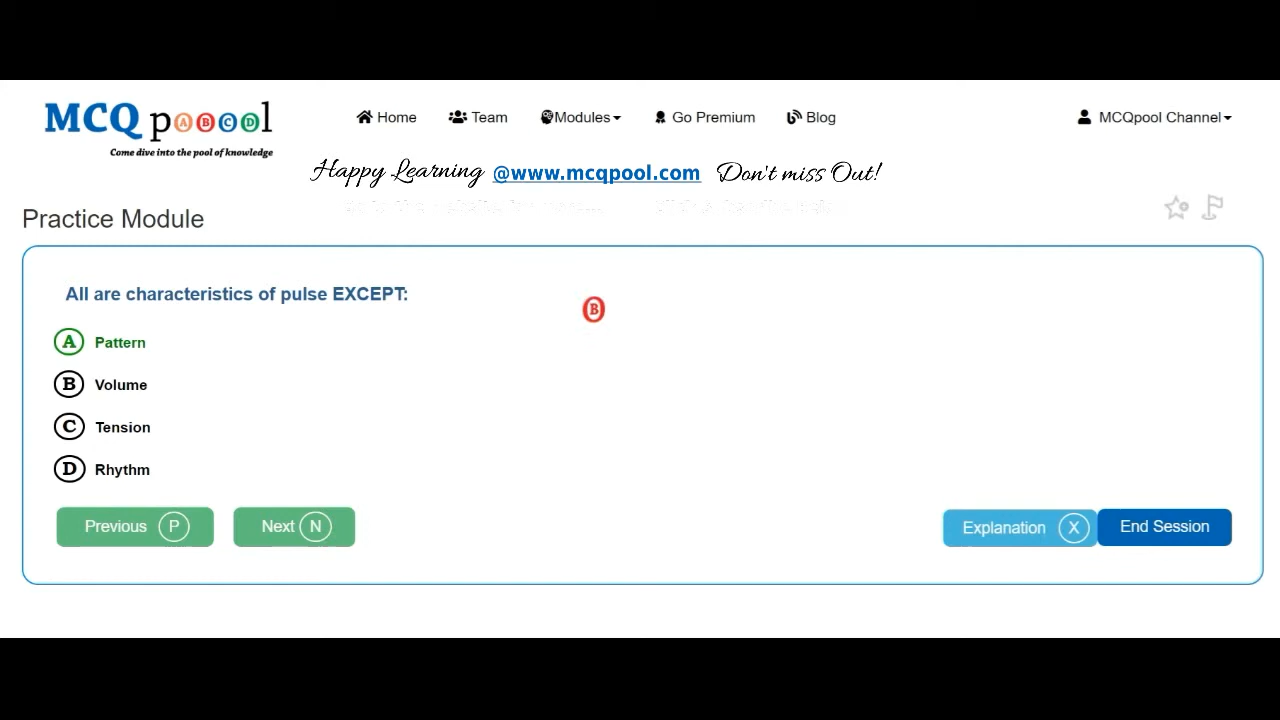 MCQ pooool
Come dive into the pool of knowledge
Home Team Modules Go Premium Blog MCQpool Channel
Happy Learning @www.mcqpool.com Don't miss Out!
Practice Module
All are characteristics of pulse EXCEPT:
B
A Pattern
B Volume
C Tension
D Rhythm
Previous P Next N Explanation X End Session